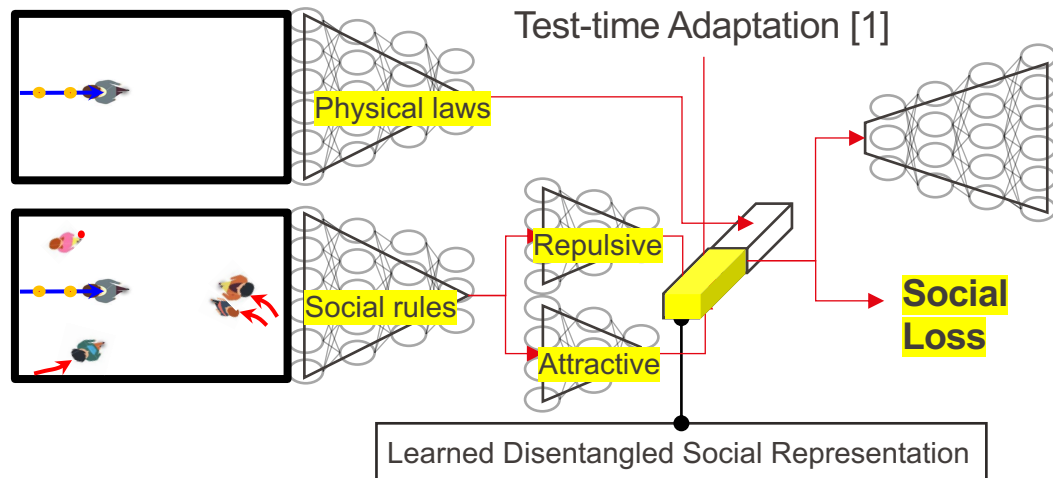 Test-time Adaptation [1]
Physical laws
Repulsive
Social rules
Attractive
Social
Loss
Learned Disentangled Social Representation